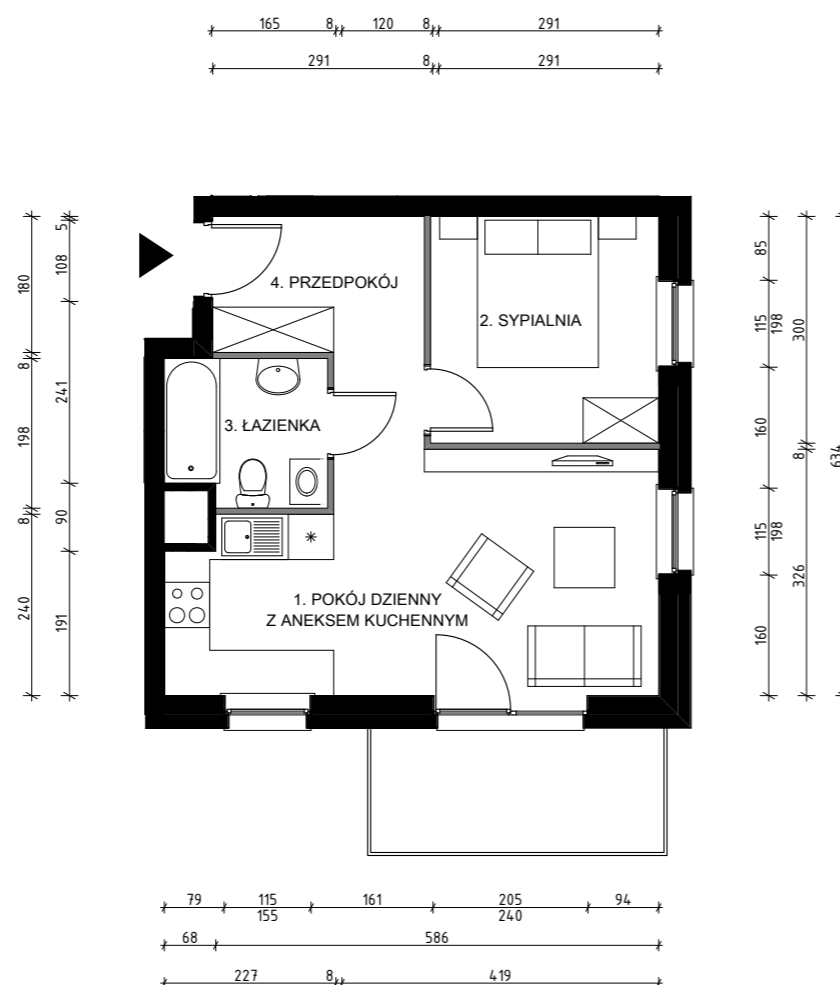 165 8 120 8 291
291 8 291
180 8 198 8 240
5 108 241 90 191
85 115 198 160 115 198 160
300 8 326
634
4. PRZEDPOKÓJ
2. SYPIALNIA
3. ŁAZIENKA
1. POKÓJ DZIENNY
Z ANEKSEM KUCHENNYM
79 115 161 205 94
155 240
68 586
227 8 419